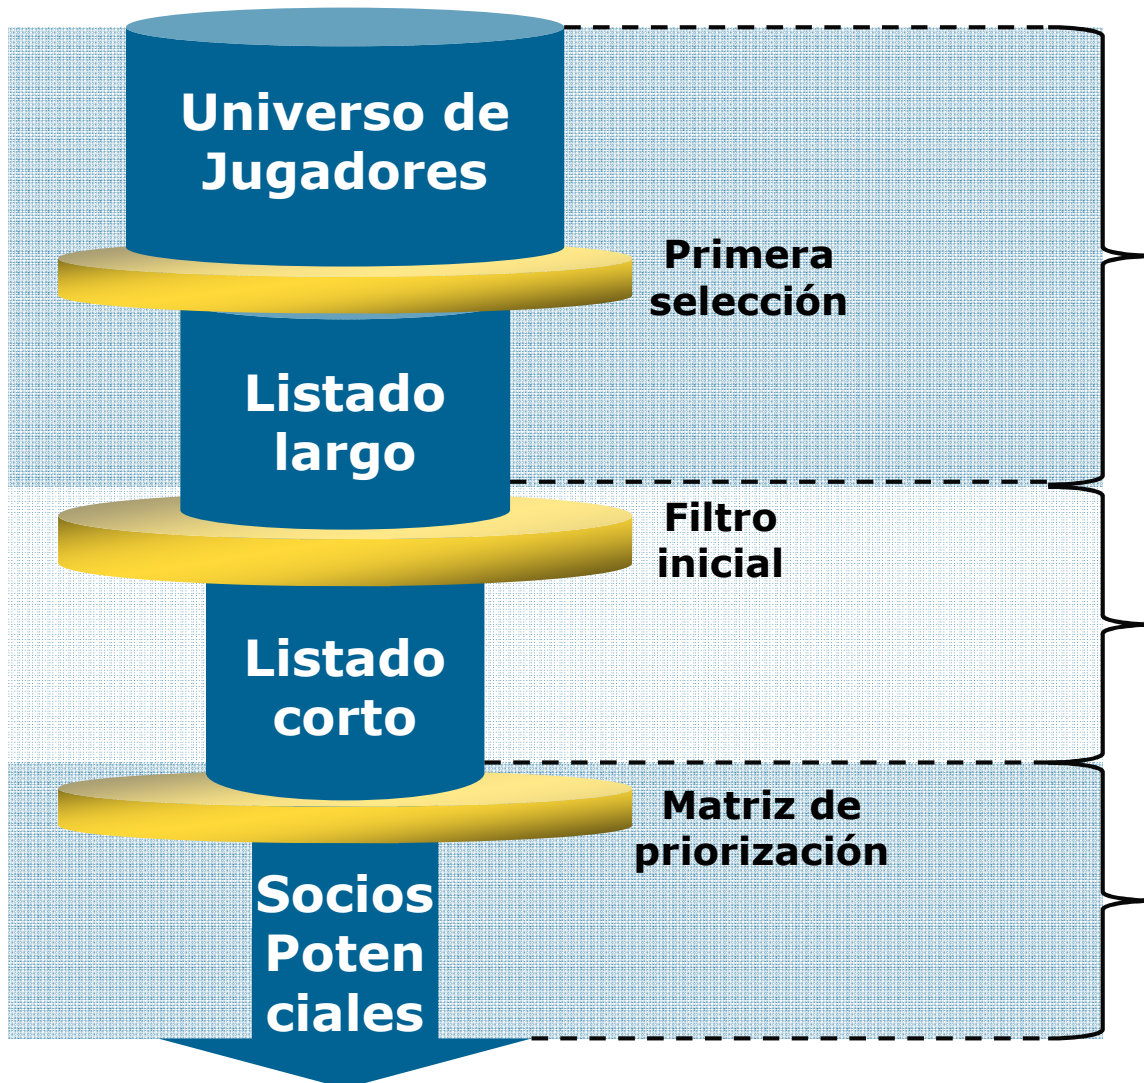 Universo de
Jugadores
Primera
selección
Listado
largo
Filtro
inicial
Listado
corto
Matriz de
priorización
Socios
Poten
ciales